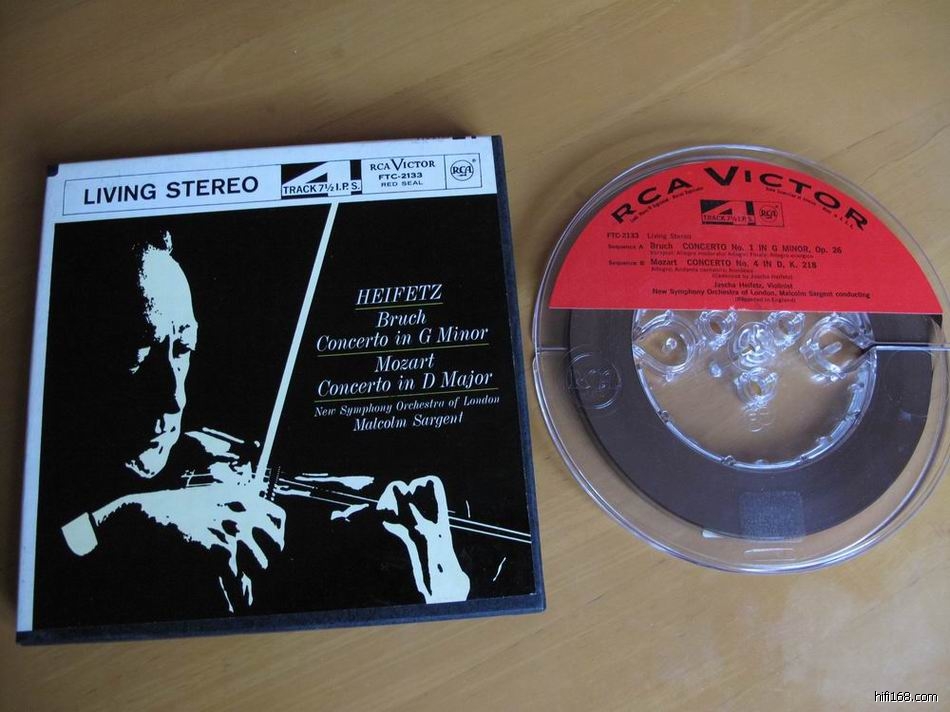 LIVING STEREO
4
TRACK 7½ I.P.S.
RCA VICTOR
FTC-2133
RED SEAL
RCA
HEIFETZ
Bruch
Concerto in G Minor
Mozart
Concerto in D Major
New Symphony Orchestra of London
Malcolm Sargent
RCA VICTOR
4
TRACK 7½ I.P.S.
RCA
FTC-2133 Living Stereo
Sequence A Bruch CONCERTO No. 1 IN G MINOR, Op. 26
Sequence B Mozart CONCERTO No. 4 IN D, K. 218
(Cadenzas by Jascha Heifetz)
Jascha Heifetz, Violinist
New Symphony Orchestra of London, Malcolm Sargent conducting
(Recorded in England)
RCA
hifi168.com